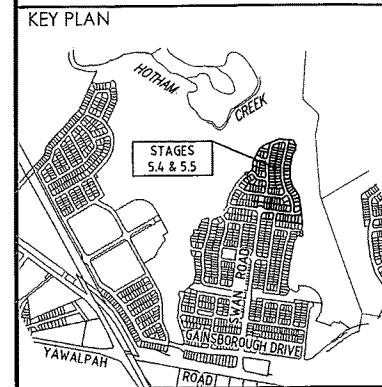 KEY PLAN
HOTHAM
CREEK
STAGES
5.4 & 5.5
SWAN ROAD
GAINSBOROUGH DRIVE
YAWALPAH
ROAD